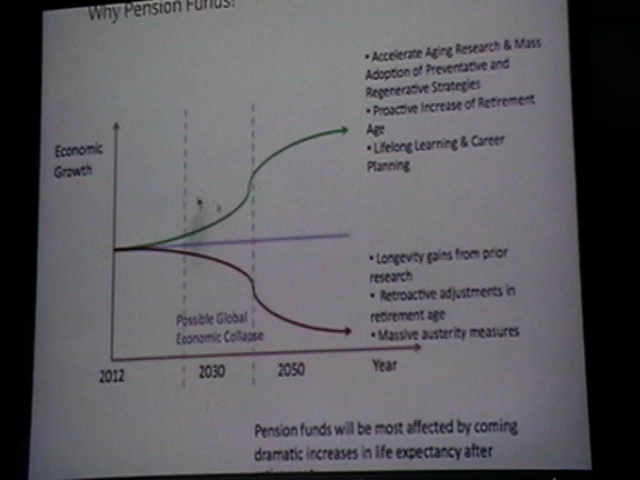 Why Pension Funds?
• Accelerate Aging Research & Mass
Adoption of Preventative and
Regenerative Strategies
• Proactive Increase of Retirement
Age
• Lifelong Learning & Career
Planning
Economic
Growth
• Longevity gains from prior
research
• Retroactive adjustments in
retirement age
• Massive austerity measures
Possible Global
Economic Collapse
2012
2030
2050
Year
Pension funds will be most affected by coming
dramatic increases in life expectancy after